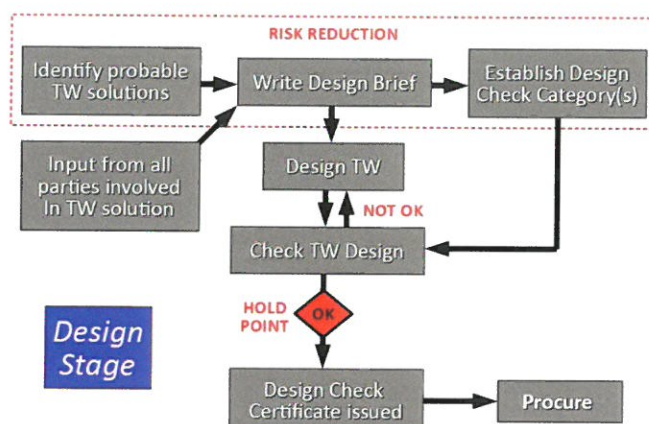 RISK REDUCTION
Identify probable
TW solutions
Write Design Brief
Establish Design
Check Category(s)
Input from all
parties involved
In TW solution
Design TW
NOT OK
Check TW Design
HOLD
POINT
OK
Design
Stage
Design Check
Certificate issued
Procure